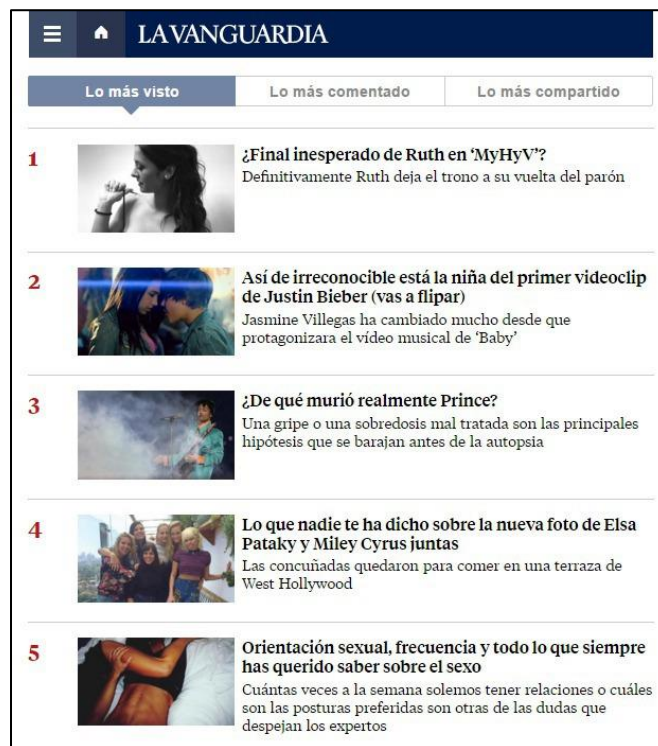 LA VANGUARDIA
Lo más visto
Lo más comentado
Lo más compartido
1
¿Final inesperado de Ruth en ‘MyHyV’?
Definitivamente Ruth deja el trono a su vuelta del parón
2
Así de irreconocible está la niña del primer videoclip
de Justin Bieber (vas a flipar)
Jasmine Villegas ha cambiado mucho desde que
protagonizara el vídeo musical de ‘Baby’
3
¿De qué murió realmente Prince?
Una gripe o una sobredosis mal tratada son las principales
hipótesis que se barajan antes de la autopsia
4
Lo que nadie te ha dicho sobre la nueva foto de Elsa
Pataky y Miley Cyrus juntas
Las concuñadas quedaron para comer en una terraza de
West Hollywood
5
Orientación sexual, frecuencia y todo lo que siempre
has querido saber sobre el sexo
Cuántas veces a la semana solemos tener relaciones o cuáles
son las posturas preferidas son otras de las dudas que
despejan los expertos